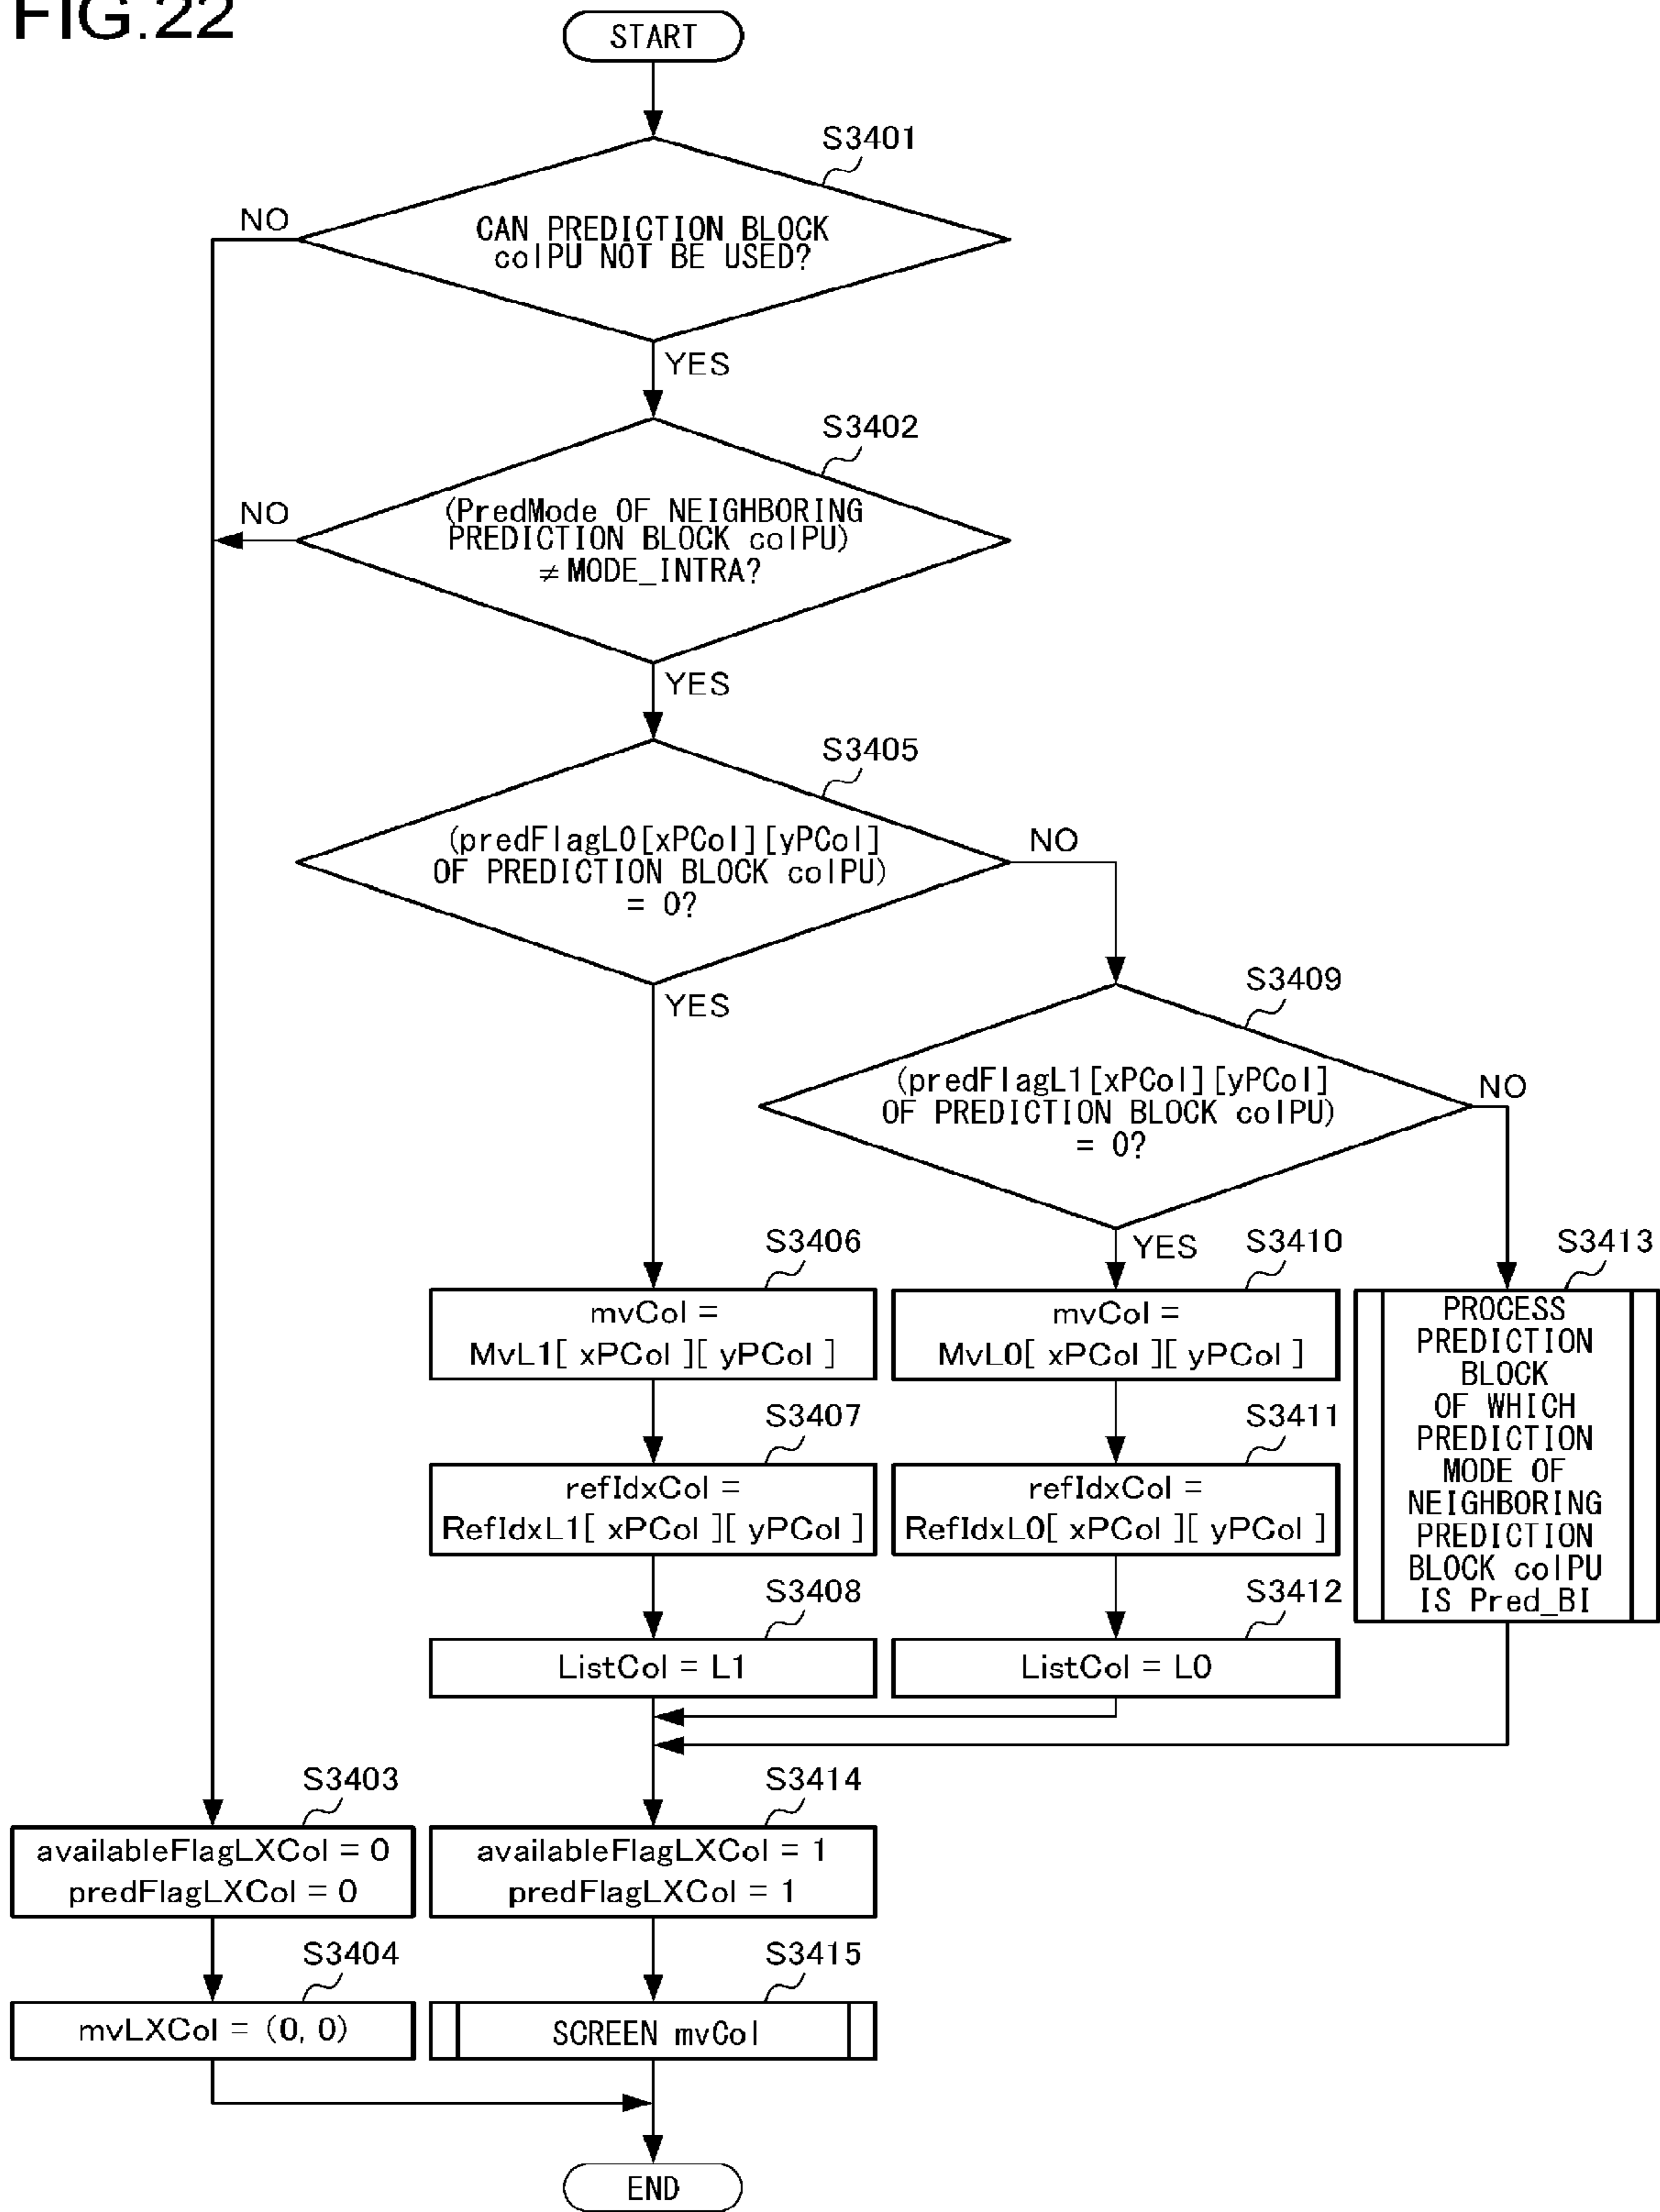 FIG.22
START
S3401
NO
CAN PREDICTION BLOCK
colPU NOT BE USED?
YES
S3402
NO
(PredMode OF NEIGHBORING
PREDICTION BLOCK colPU)
≠ MODE_INTRA?
YES
S3405
(predFlagL0[xPCol][yPCol]
OF PREDICTION BLOCK colPU)
= 0?
NO
YES
S3409
(predFlagL1[xPCol][yPCol]
OF PREDICTION BLOCK colPU)
= 0?
NO
YES
S3406
mvCol =
MvL1[ xPCol ][ yPCol ]
S3410
mvCol =
MvL0[ xPCol ][ yPCol ]
S3413
PROCESS
PREDICTION
BLOCK
OF WHICH
PREDICTION
MODE OF
NEIGHBORING
PREDICTION
BLOCK colPU
IS Pred_BI
S3407
refIdxCol =
RefIdxL1[ xPCol ][ yPCol ]
S3411
refIdxCol =
RefIdxL0[ xPCol ][ yPCol ]
S3408
ListCol = L1
S3412
ListCol = L0
S3403
availableFlagLXCol = 0
predFlagLXCol = 0
S3414
availableFlagLXCol = 1
predFlagLXCol = 1
S3404
mvLXCol = (0, 0)
S3415
SCREEN mvCol
END